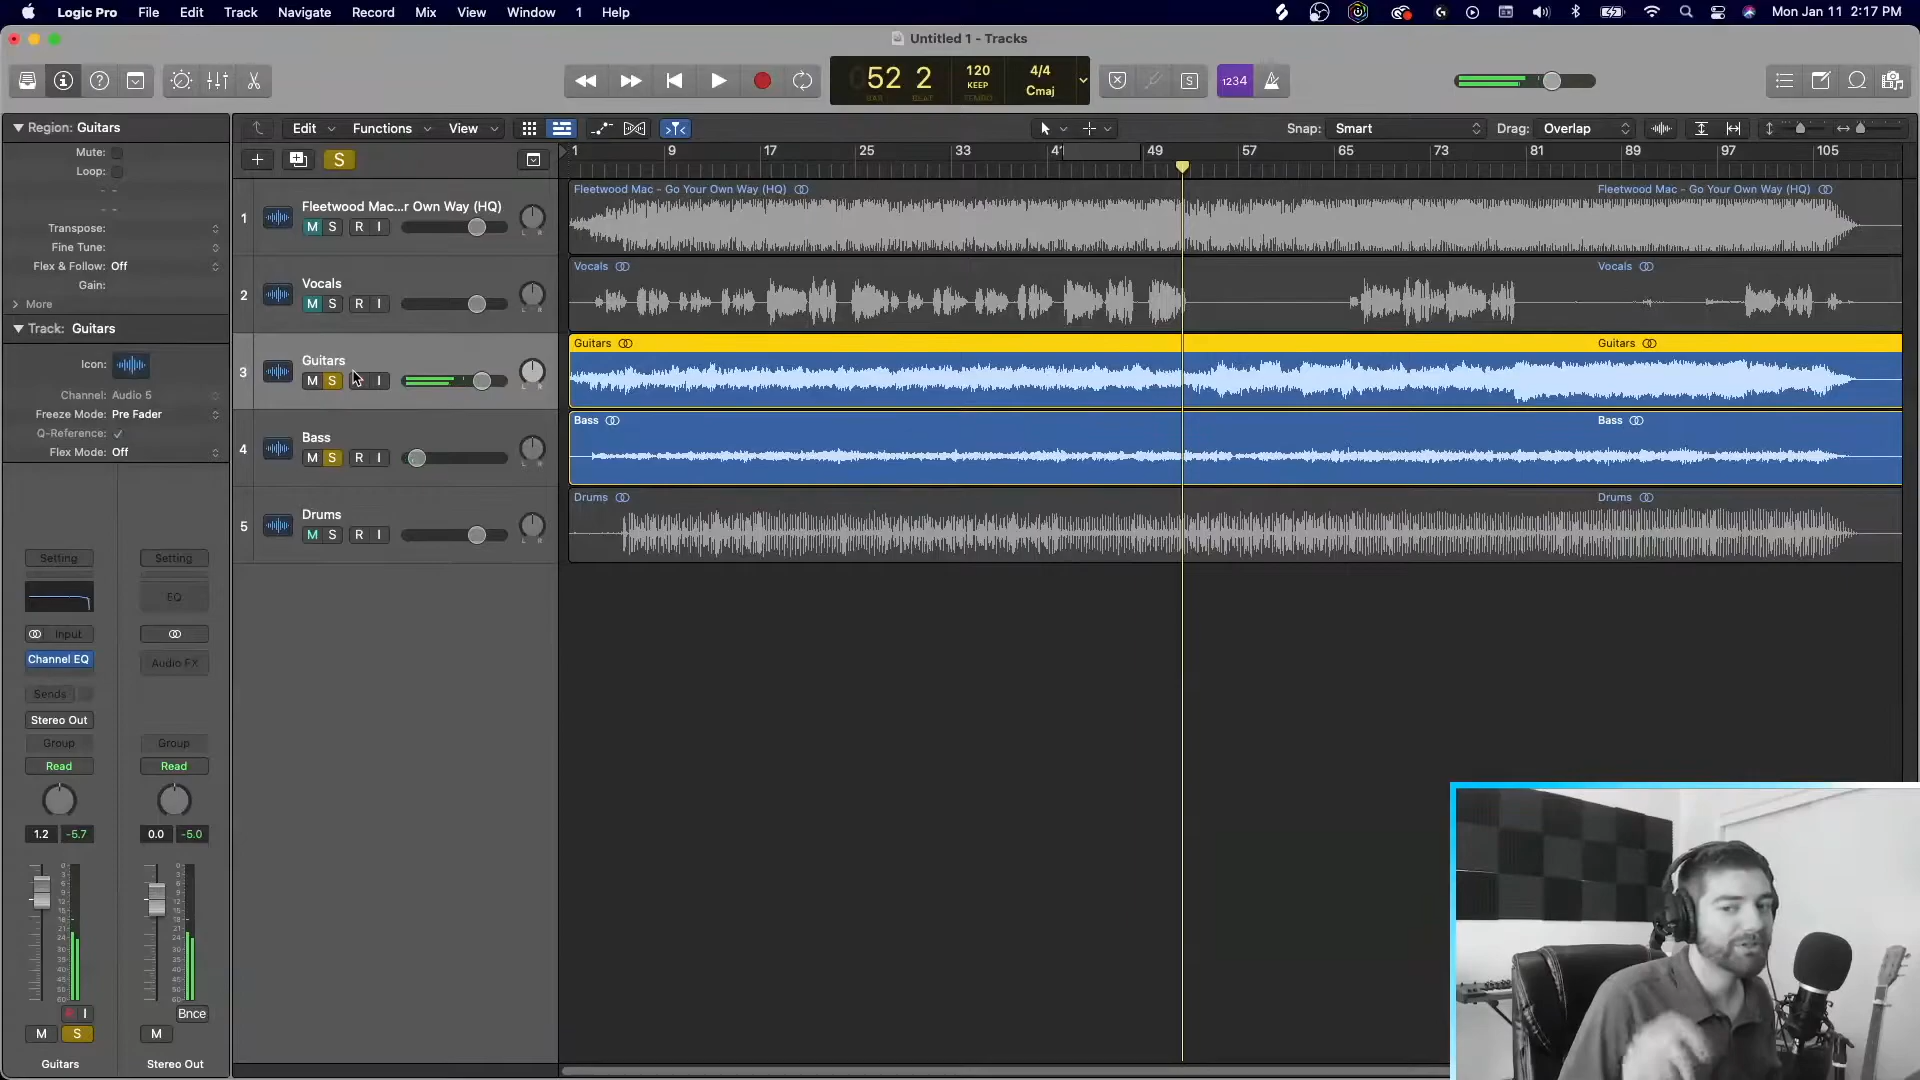 Logic Pro File Edit Track Navigate Record Mix View Window 1 Help Mon Jan 11 2:17 PM
Untitled 1 - Tracks
52 2 120 4/4
KEEP
BAR BEAT TEMPO Cmaj
1234
Region: Guitars
Edit Functions View Snap: Smart Drag: Overlap
Mute:
Loop:
S
1 9 17 25 33 41 49 57 65 73 81 89 97 105
- -
- -
Transpose:
Fine Tune:
Flex & Follow: Off
Gain:
More
Track: Guitars
Icon:
Channel: Audio 5
Freeze Mode: Pre Fader
Q-Reference:
Flex Mode: Off
1 Fleetwood Mac...r Own Way (HQ)
M S R I
Fleetwood Mac - Go Your Own Way (HQ) Fleetwood Mac - Go Your Own Way (HQ)
2 Vocals
M S R I
Vocals Vocals
3 Guitars
M S I
Guitars Guitars
4 Bass
M S R I
Bass Bass
5 Drums
M S R I
Drums Drums
Setting Setting
EQ
Input
Channel EQ Audio FX
Sends
Stereo Out
Group Group
Read Read
1.2 -5.7 0.0 -5.0
R I Bnce
M S M
Guitars Stereo Out